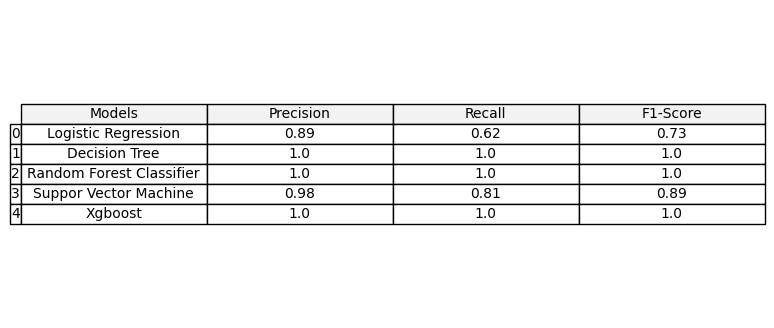 Models Precision Recall F1-Score
0 Logistic Regression 0.89 0.62 0.73
1 Decision Tree 1.0 1.0 1.0
2 Random Forest Classifier 1.0 1.0 1.0
3 Suppor Vector Machine 0.98 0.81 0.89
4 Xgboost 1.0 1.0 1.0